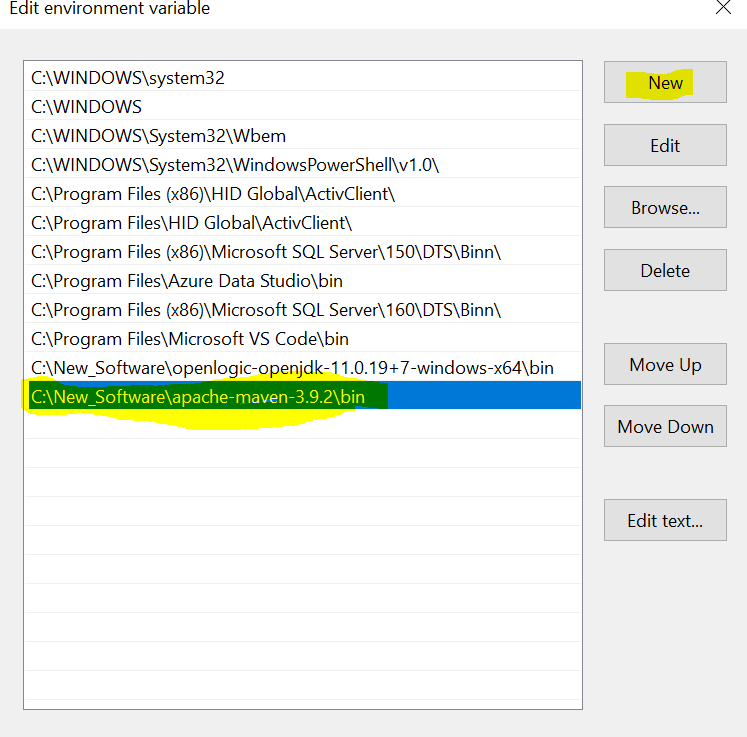 Edit environment variable
C:\WINDOWS\system32
C:\WINDOWS
C:\WINDOWS\System32\Wbem
C:\WINDOWS\System32\WindowsPowerShell\v1.0\
C:\Program Files (x86)\HID Global\ActivClient\
C:\Program Files\HID Global\ActivClient\
C:\Program Files (x86)\Microsoft SQL Server\150\DTS\Binn\
C:\Program Files\Azure Data Studio\bin
C:\Program Files (x86)\Microsoft SQL Server\160\DTS\Binn\
C:\Program Files\Microsoft VS Code\bin
C:\New_Software\openlogic-openjdk-11.0.19+7-windows-x64\bin
C:\New_Software\apache-maven-3.9.2\bin
New
Edit
Browse...
Delete
Move Up
Move Down
Edit text...